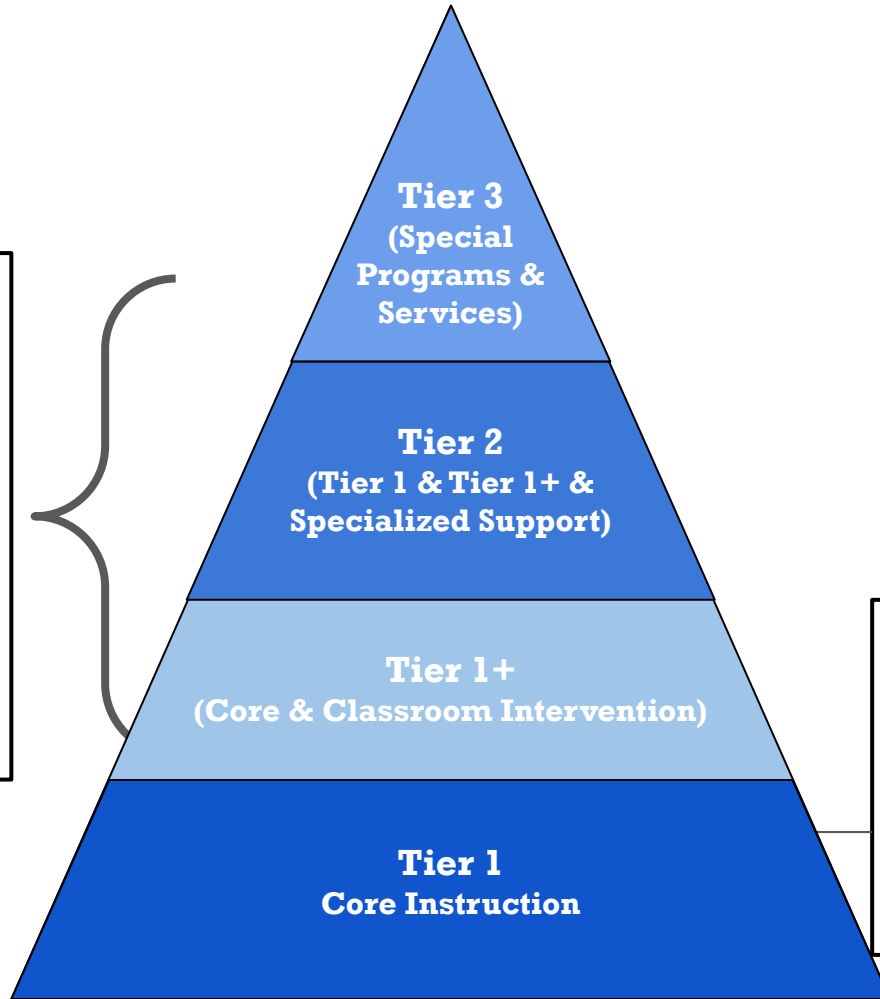 Tier 3
(Special
Programs &
Services)
Tier 2
(Tier 1 & Tier 1+ &
Specialized Support)
Tier 1+
(Core & Classroom Intervention)
Tier 1
Core Instruction